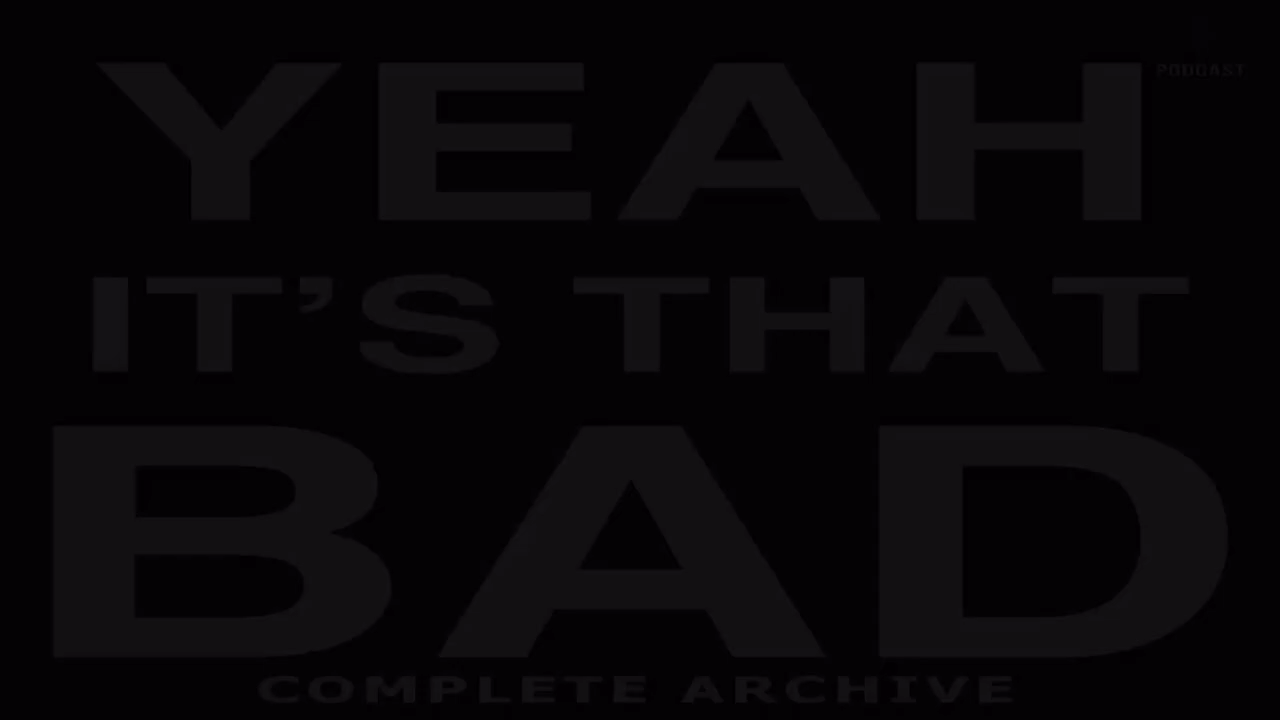 YEAH
PODCAST
IT’S THAT
BAD
COMPLETE ARCHIVE